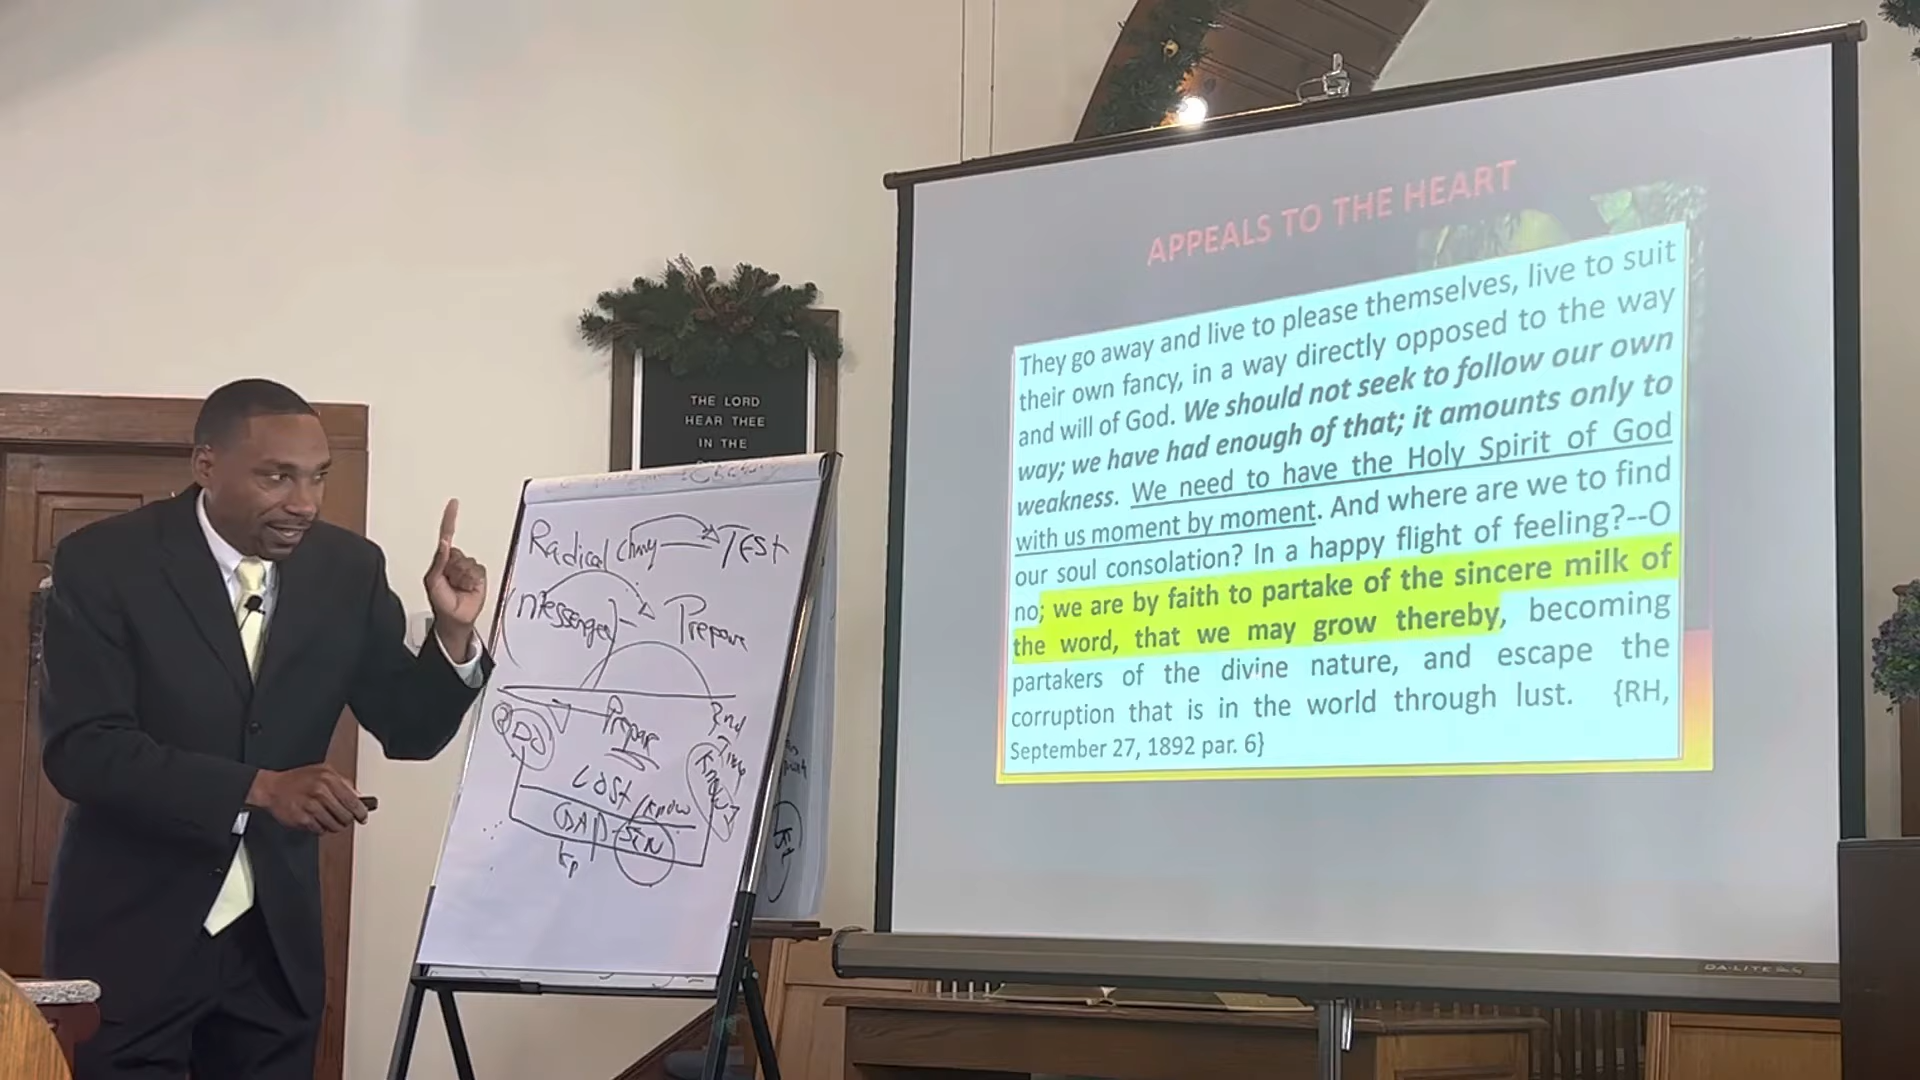 THE LORD
HEAR THEE
IN THE
Radical Chng TEST
Messenger Prepare
Prepar 2nd
DJ
Lost / Know
GAP SIN
APPEALS TO THE HEART
They go away and live to please themselves, live to suit
their own fancy, in a way directly opposed to the way
and will of God. We should not seek to follow our own
way; we have had enough of that; it amounts only to
weakness. We need to have the Holy Spirit of God
with us moment by moment. And where are we to find
our soul consolation? In a happy flight of feeling?--O
no; we are by faith to partake of the sincere milk of
the word, that we may grow thereby, becoming
partakers of the divine nature, and escape the
corruption that is in the world through lust. {RH,
September 27, 1892 par. 6}
DA-LITE